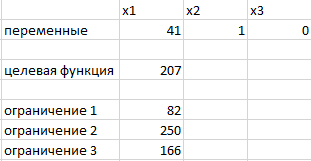 x1 x2 x3
переменные 41 1 0
целевая функция 207
ограничение 1 82
ограничение 2 250
ограничение 3 166